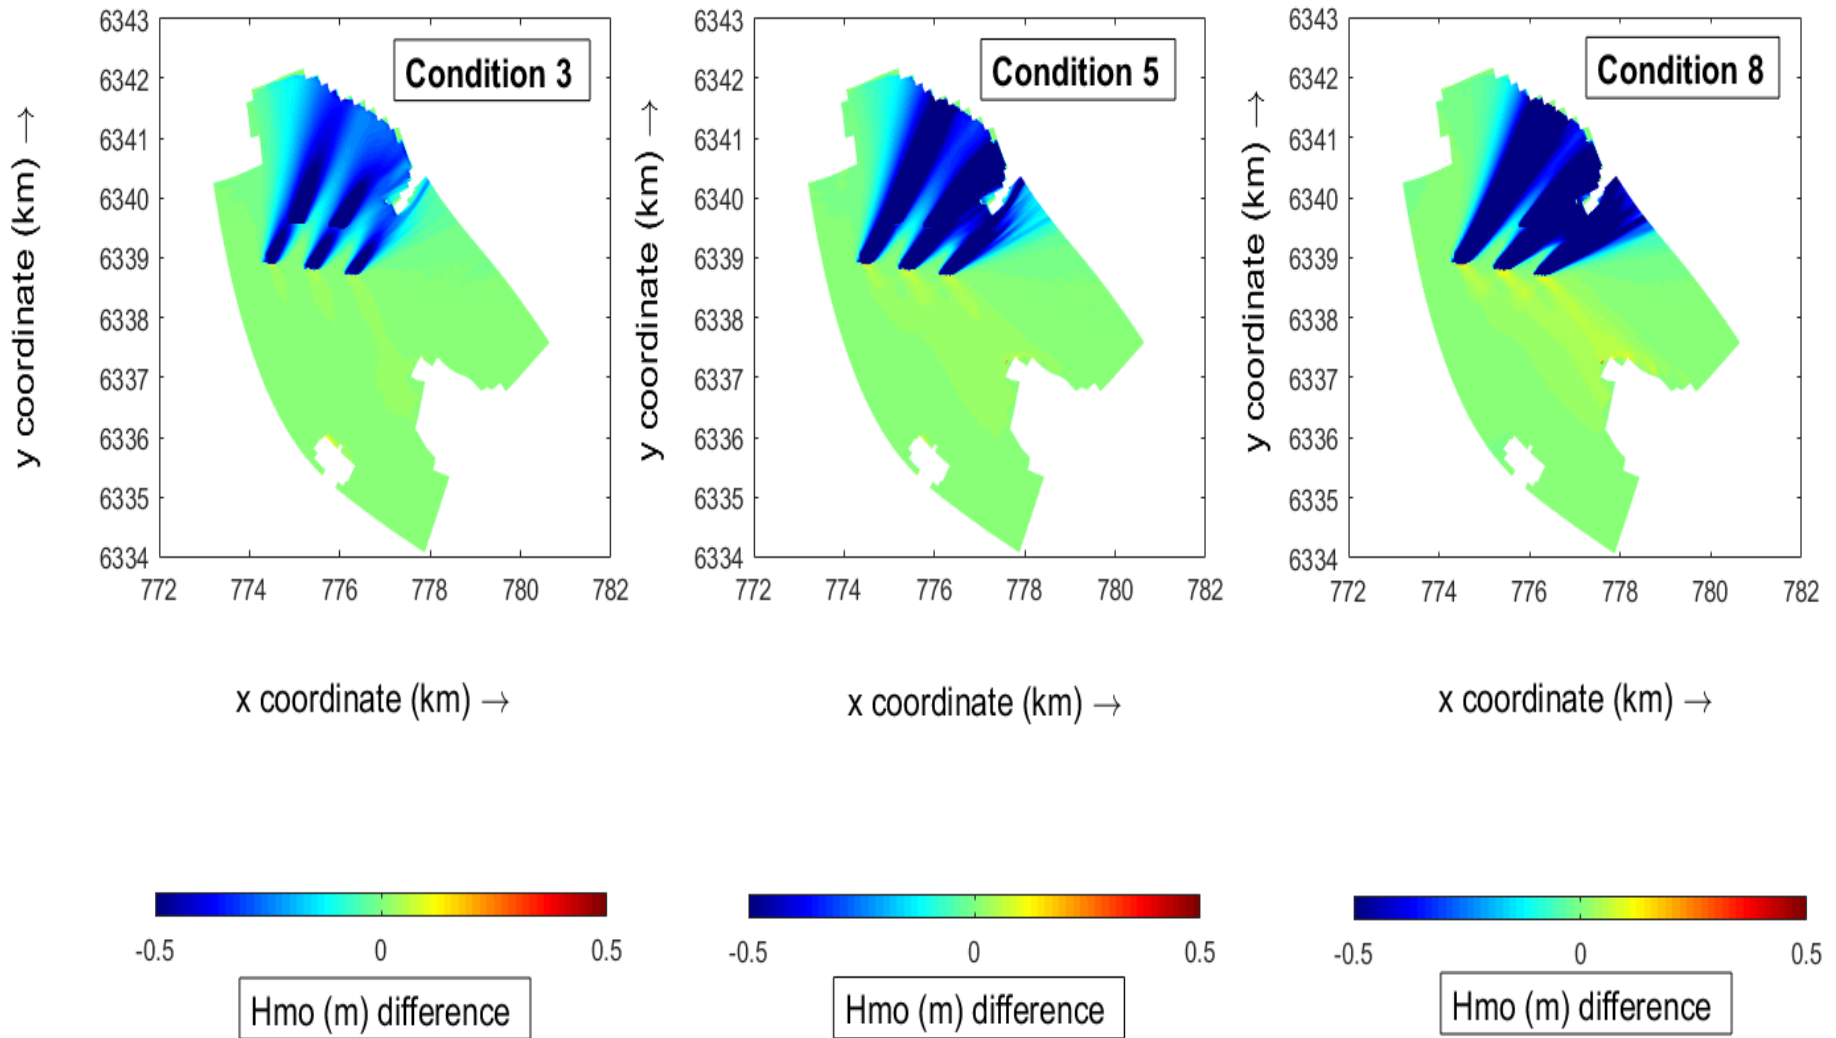 6343
6342
6341
6340
6339
6338
6337
6336
6335
6334
772 774 776 778 780 782
y coordinate (km) →
x coordinate (km) →
Condition 3
-0.5 0 0.5
Hmo (m) difference
6343
6342
6341
6340
6339
6338
6337
6336
6335
6334
772 774 776 778 780 782
y coordinate (km) →
x coordinate (km) →
Condition 5
-0.5 0 0.5
Hmo (m) difference
6343
6342
6341
6340
6339
6338
6337
6336
6335
6334
772 774 776 778 780 782
y coordinate (km) →
x coordinate (km) →
Condition 8
-0.5 0 0.5
Hmo (m) difference